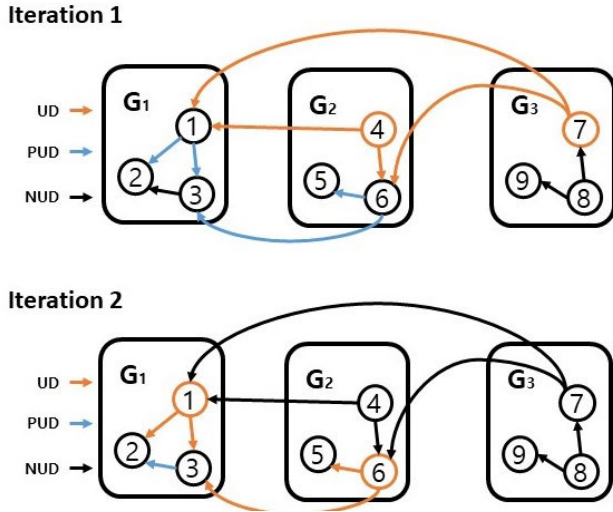 Iteration 1
G₁ G₂ G₃
UD 1 4 7
PUD
2 5 9
NUD 3 6 8
Iteration 2
G₁ G₂ G₃
UD 1 4 7
PUD
2 5 9
NUD 3 6 8